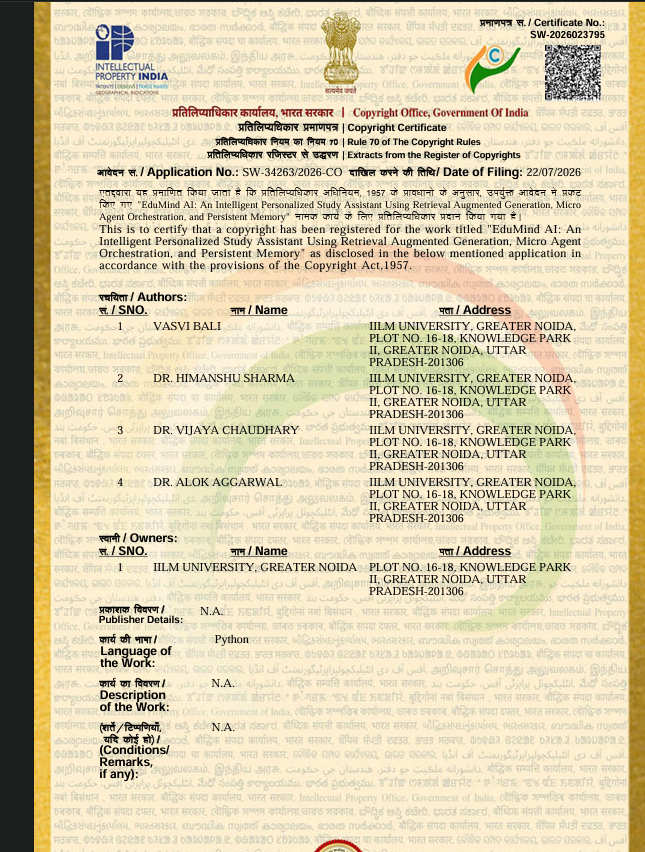 INTELLECTUAL
PROPERTY INDIA
PATENTS | DESIGNS | TRADE MARKS
GEOGRAPHICAL INDICATIONS
सत्यमेव जयते
प्रमाणपत्र स. / Certificate No.:
SW-2026023795
प्रतिलिप्यधिकार कार्यालय, भारत सरकार | Copyright Office, Government Of India
प्रतिलिप्यधिकार प्रमाणपत्र | Copyright Certificate
प्रतिलिप्यधिकार नियम का नियम ७0 | Rule 70 of The Copyright Rules
प्रतिलिप्यधिकार रजिस्टर से उद्धरण | Extracts from the Register of Copyrights
आवेदन स. / Application No.: SW-34263/2026-CO दाखिल करने की तिथि/ Date of Filing: 22/07/2026
एतद्द्वारा यह प्रमाणित किया जाता है कि प्रतिलिप्यधिकार अधिनियम, 1957 के प्रावधानों के अनुसार, उपर्युक्त आवेदन मे प्रकट
किए गए "EduMind AI: An Intelligent Personalized Study Assistant Using Retrieval Augmented Generation, Micro
Agent Orchestration, and Persistent Memory" नामक कार्य के लिए प्रतिलिप्यधिकार प्रदान किया गया है।
This is to certify that a copyright has been registered for the work titled "EduMind AI: An
Intelligent Personalized Study Assistant Using Retrieval Augmented Generation, Micro Agent
Orchestration, and Persistent Memory" as disclosed in the below mentioned application in
accordance with the provisions of the Copyright Act,1957.
रचयिता / Authors:
स. / SNO. नाम / Name पता / Address
1 VASVI BALI IILM UNIVERSITY, GREATER NOIDA,
PLOT NO. 16-18, KNOWLEDGE PARK
II, GREATER NOIDA, UTTAR
PRADESH-201306
2 DR. HIMANSHU SHARMA IILM UNIVERSITY, GREATER NOIDA,
PLOT NO. 16-18, KNOWLEDGE PARK
II, GREATER NOIDA, UTTAR
PRADESH-201306
3 DR. VIJAYA CHAUDHARY IILM UNIVERSITY, GREATER NOIDA,
PLOT NO. 16-18, KNOWLEDGE PARK
II, GREATER NOIDA, UTTAR
PRADESH-201306
4 DR. ALOK AGGARWAL IILM UNIVERSITY, GREATER NOIDA,
PLOT NO. 16-18, KNOWLEDGE PARK
II, GREATER NOIDA, UTTAR
PRADESH-201306
स्वामी / Owners:
स. / SNO. नाम / Name पता / Address
1 IILM UNIVERSITY, GREATER NOIDA PLOT NO. 16-18, KNOWLEDGE PARK
II, GREATER NOIDA, UTTAR
PRADESH-201306
प्रकाशक विवरण / N.A.
Publisher Details:
कार्य की भाषा / Python
Language of
the Work:
कार्य का विवरण / N.A.
Description
of the Work:
(शर्तें/टिप्पणियाँ, N.A.
यदि कोई हो) /
(Conditions/
Remarks,
if any):